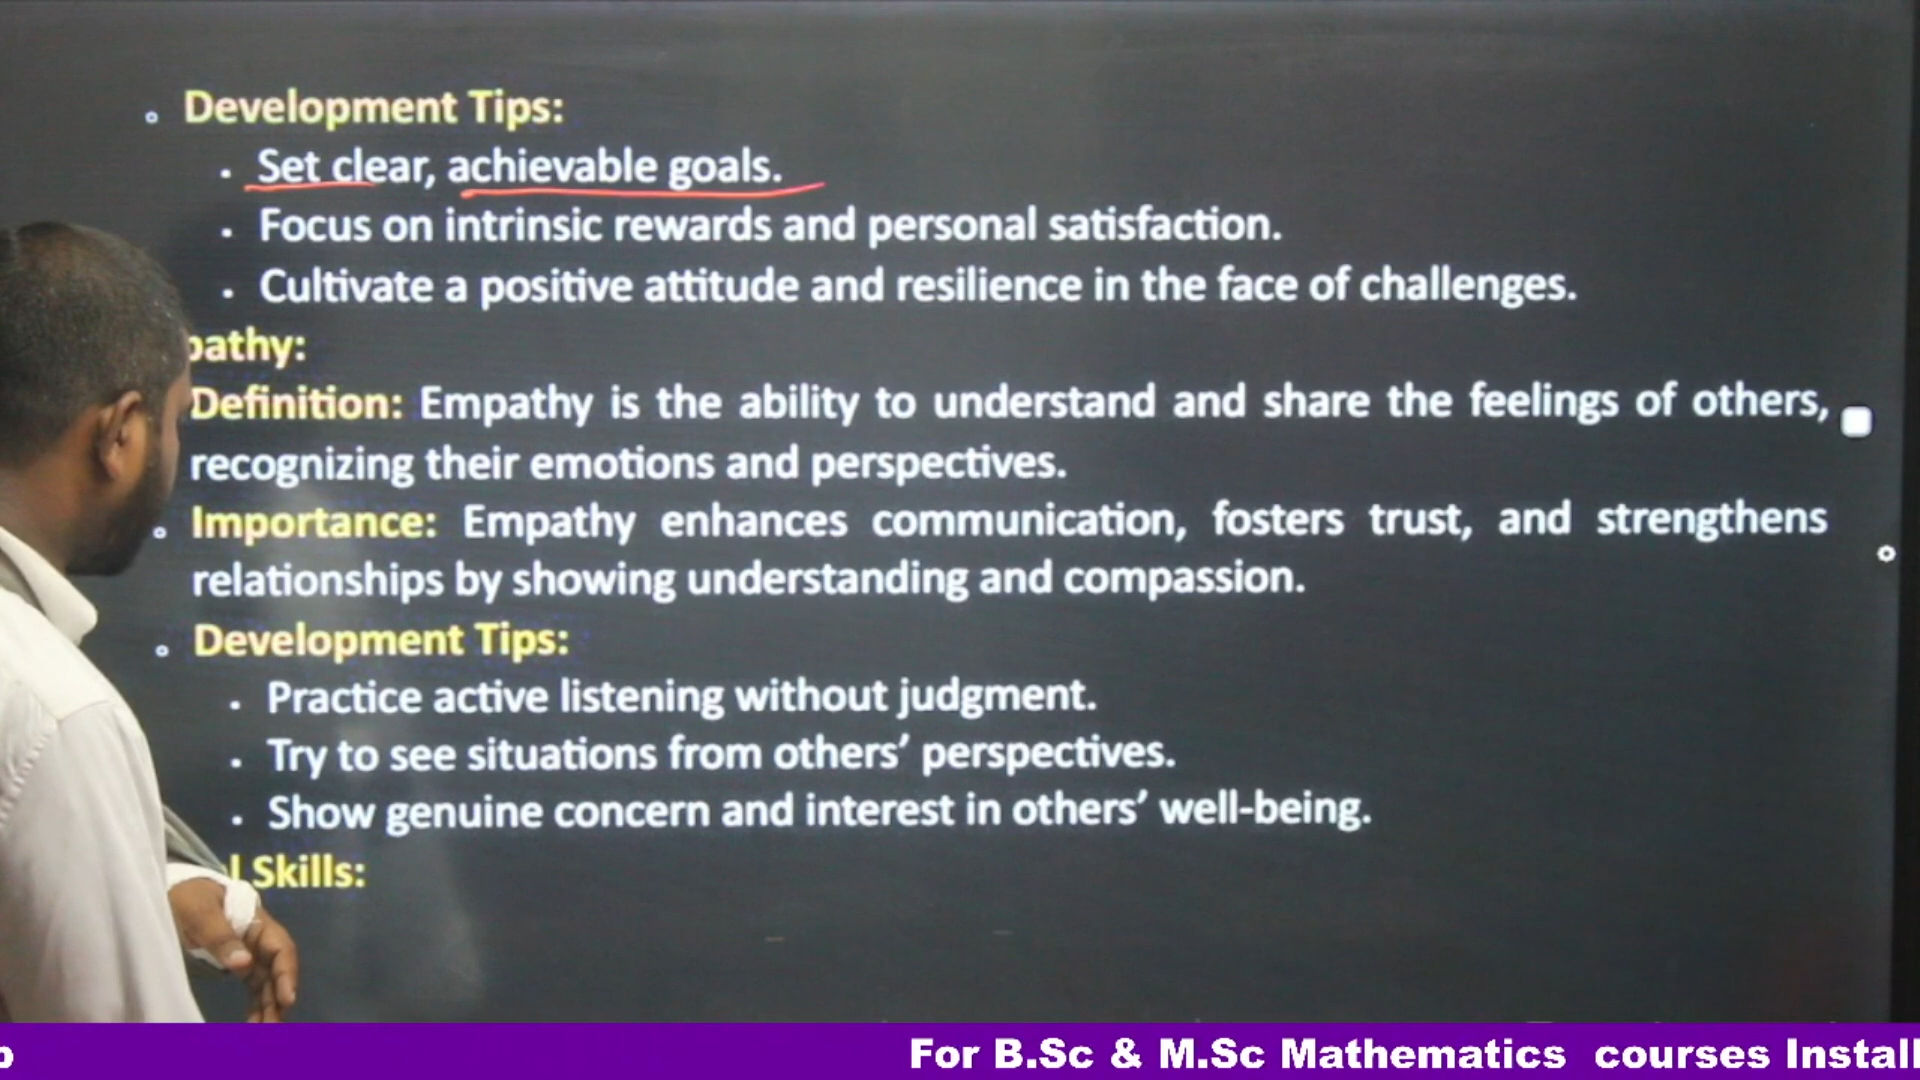 Development Tips:
Set clear, achievable goals.
Focus on intrinsic rewards and personal satisfaction.
Cultivate a positive attitude and resilience in the face of challenges.
pathy:
Definition: Empathy is the ability to understand and share the feelings of others,
recognizing their emotions and perspectives.
Importance: Empathy enhances communication, fosters trust, and strengthens
relationships by showing understanding and compassion.
Development Tips:
Practice active listening without judgment.
Try to see situations from others’ perspectives.
Show genuine concern and interest in others’ well-being.
l Skills:
For B.Sc & M.Sc Mathematics courses Install